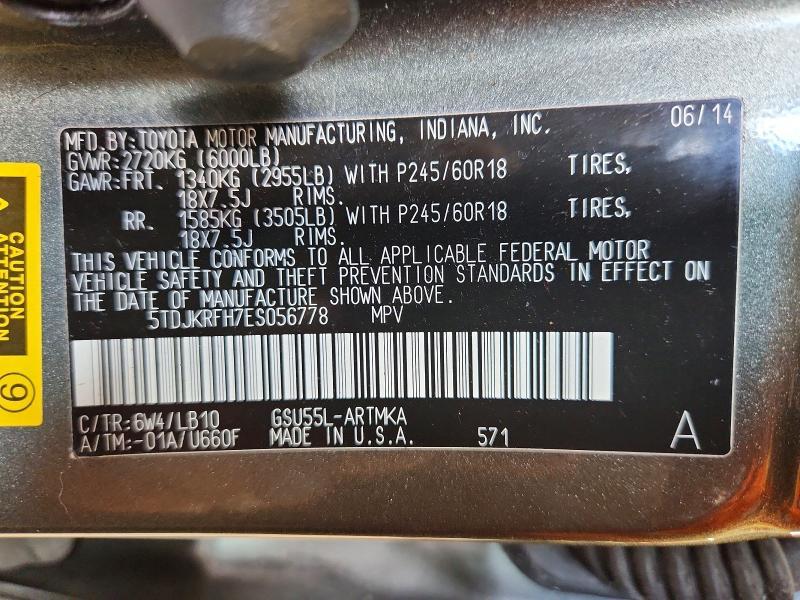 06/14
MFD.BY:TOYOTA MOTOR MANUFACTURING, INDIANA, INC.
GVWR:2720KG (6000LB)
GAWR:FRT. 1340KG (2955LB) WITH P245/60R18 TIRES,
18X7.5J RIMS.
RR. 1585KG (3505LB) WITH P245/60R18 TIRES,
18X7.5J RIMS.
THIS VEHICLE CONFORMS TO ALL APPLICABLE FEDERAL MOTOR
VEHICLE SAFETY AND THEFT PREVENTION STANDARDS IN EFFECT ON
THE DATE OF MANUFACTURE SHOWN ABOVE.
5TDJKRFH7ES056778 MPV
C/TR:6W4/LB10 GSU55L-ARTMKA
A/TM:-01A/U660F MADE IN U.S.A. 571 A
CAUTION
ATTENTION
9